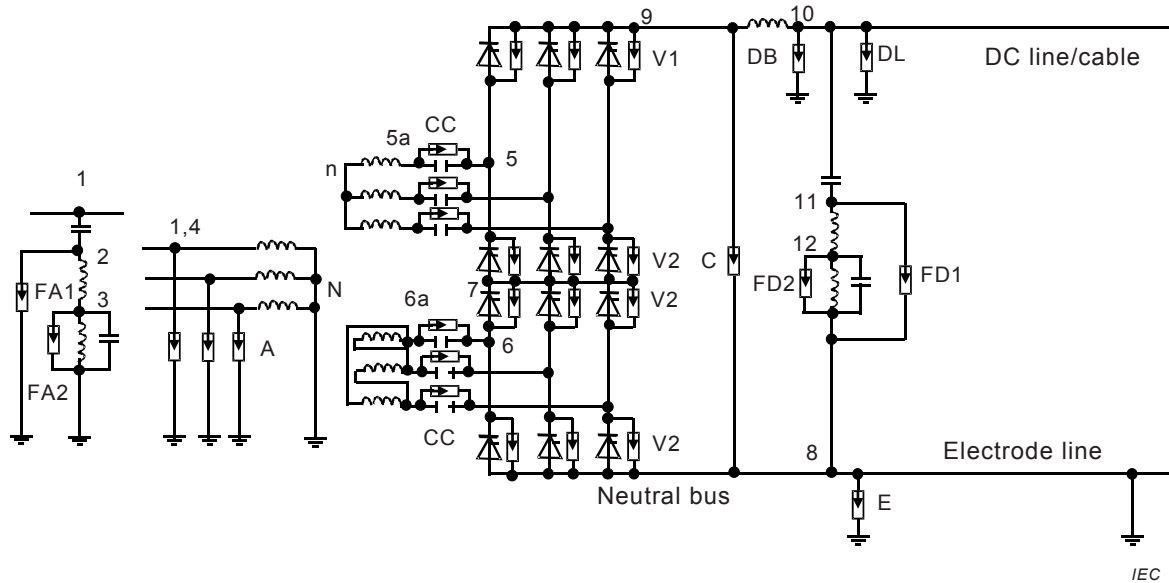 9
10
V1
DB
DL
DC line/cable
5a
CC
5
n
1
1,4
11
2
12
V2
C
FA1
N
7
V2
FD2
FD1
3
6a
6
A
FA2
CC
V2
8
Electrode line
Neutral bus
E
IEC